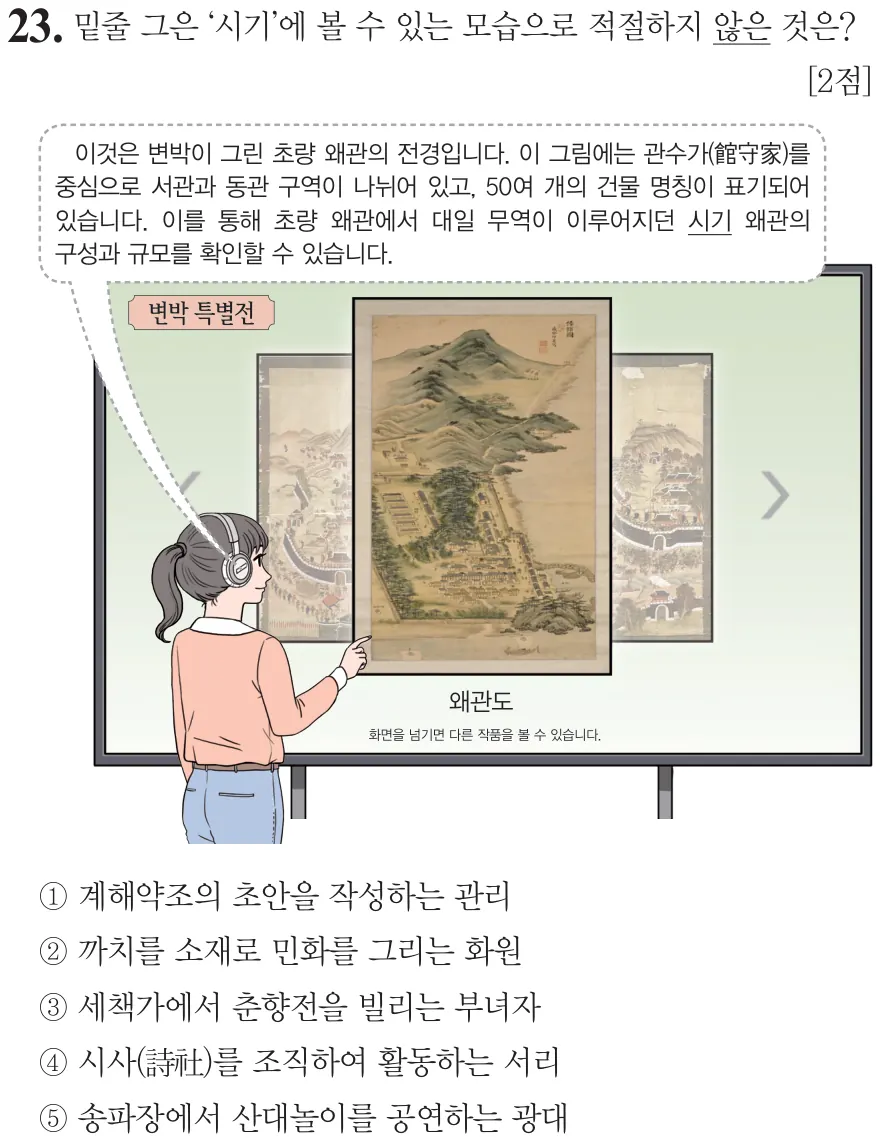 23. 밑줄 그은 ‘시기’에 볼 수 있는 모습으로 적절하지 않은 것은?
[2점]
이것은 변박이 그린 초량 왜관의 전경입니다. 이 그림에는 관수가(館守家)를
중심으로 서관과 동관 구역이 나뉘어 있고, 50여 개의 건물 명칭이 표기되어
있습니다. 이를 통해 초량 왜관에서 대일 무역이 이루어지던 시기 왜관의
구성과 규모를 확인할 수 있습니다.
변박 특별전
왜관도
화면을 넘기면 다른 작품을 볼 수 있습니다.
① 계해약조의 초안을 작성하는 관리
② 까치를 소재로 민화를 그리는 화원
③ 세책가에서 춘향전을 빌리는 부녀자
④ 시사(詩社)를 조직하여 활동하는 서리
⑤ 송파장에서 산대놀이를 공연하는 광대